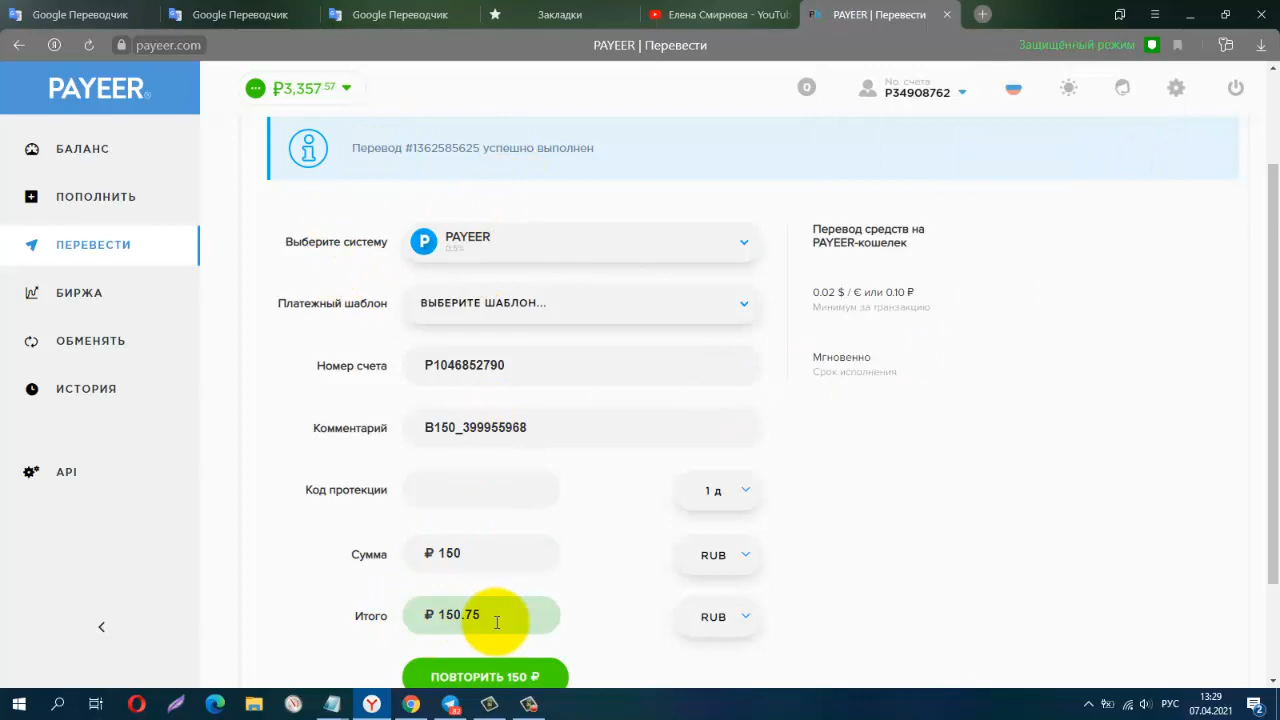 Google Переводчик
Google Переводчик
Google Переводчик
Закладки
Елена Смирнова - YouTube
PAYEER | Перевести
payeer.com
PAYEER | Перевести
Защищённый режим
PAYEER
₽3,357.57
No. счета
P34908762
БАЛАНС
ПОПОЛНИТЬ
ПЕРЕВЕСТИ
БИРЖА
ОБМЕНЯТЬ
ИСТОРИЯ
API
Перевод #1362585625 успешно выполнен
Выберите систему
P
PAYEER
0.5%
Платежный шаблон
ВЫБЕРИТЕ ШАБЛОН...
Номер счета
P1046852790
Комментарий
B150_399955968
Код протекции
1 д
Сумма
₽ 150
RUB
Итого
₽ 150.75
RUB
ПОВТОРИТЬ 150 ₽
Перевод средств на
PAYEER-кошелек
0.02 $ / € или 0.10 ₽
Минимум за транзакцию
Мгновенно
Срок исполнения
РУС
13:29
07.04.2021